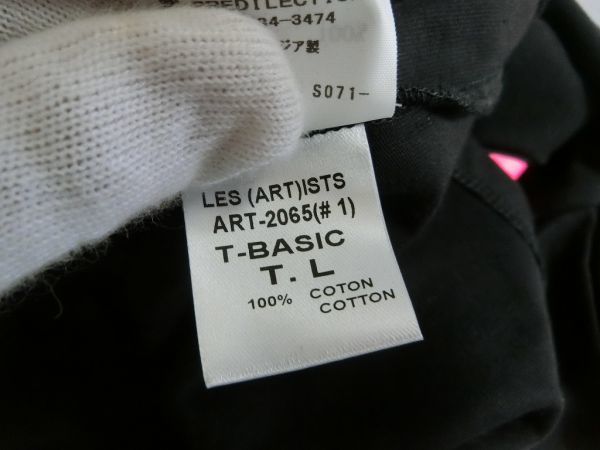 34-3474
S071-
LES (ART)ISTS
ART-2065(# 1)
T-BASIC
T. L
100% COTON
COTTON